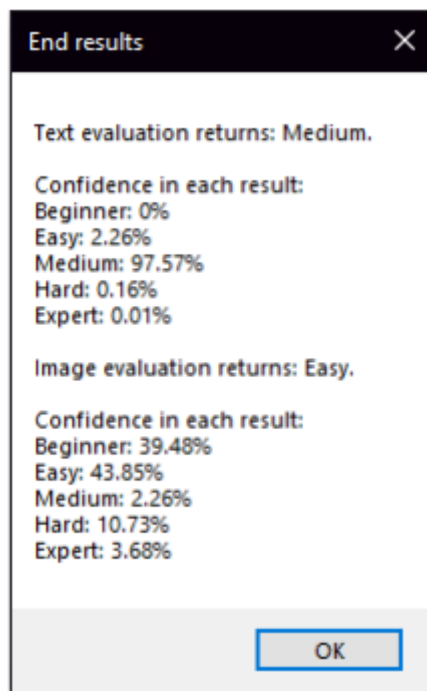 End results
Text evaluation returns: Medium.
Confidence in each result:
Beginner: 0%
Easy: 2.26%
Medium: 97.57%
Hard: 0.16%
Expert: 0.01%
Image evaluation returns: Easy.
Confidence in each result:
Beginner: 39.48%
Easy: 43.85%
Medium: 2.26%
Hard: 10.73%
Expert: 3.68%
OK